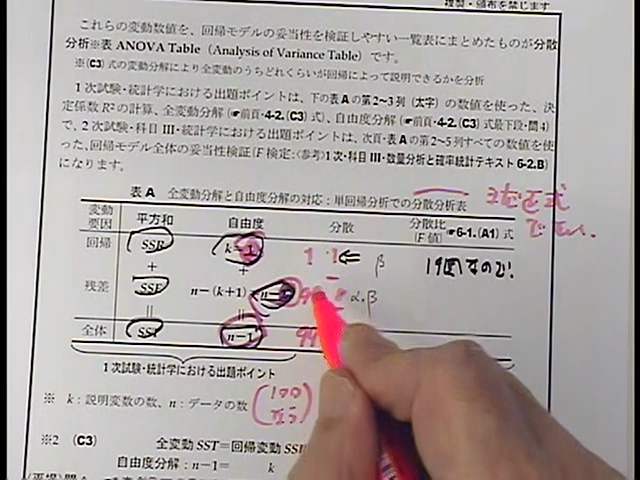 複製・頒布を禁じます
これらの変動数値を、回帰モデルの妥当性を検証しやすい一覧表にまとめたものが分散
分析※表 ANOVA Table（Analysis of Variance Table）です。
※(C3) 式の変動分解により全変動のうちどれくらいが回帰によって説明できるかを分析
1次試験・統計学における出題ポイントは、下の表Aの第2〜3列（太字）の数値を使った、決
定係数R²の計算、全変動分解（☛前頁・4-2.(C3)式）、自由度分解（☛前頁・4-2.(C3)式最下段・問4）
で、2次試験・科目III・統計学における出題ポイントは、次頁・表Aの第2〜5列すべての数値を使
った、回帰モデル全体の妥当性検証（F検定：〈参考〉1次・科目III・数量分析と確率統計テキスト6-2.B）
になります。
表A 全変動分解と自由度分解の対応：単回帰分析での分散分析表
変動要因 平方和 自由度 分散 分散比（F値）☛6-1.(A1)式
回帰 SSR k=1 1 1 ⇐ β 1個なので!
+ +
残差 SSE n−(k+1)= α,β
|| ||
全体 SST n−1
1次試験・統計学における出題ポイント
※ k：説明変数の数、n：データの数
※2 (C3) 全変動SST＝回帰変動
自由度分解：n−1＝ k